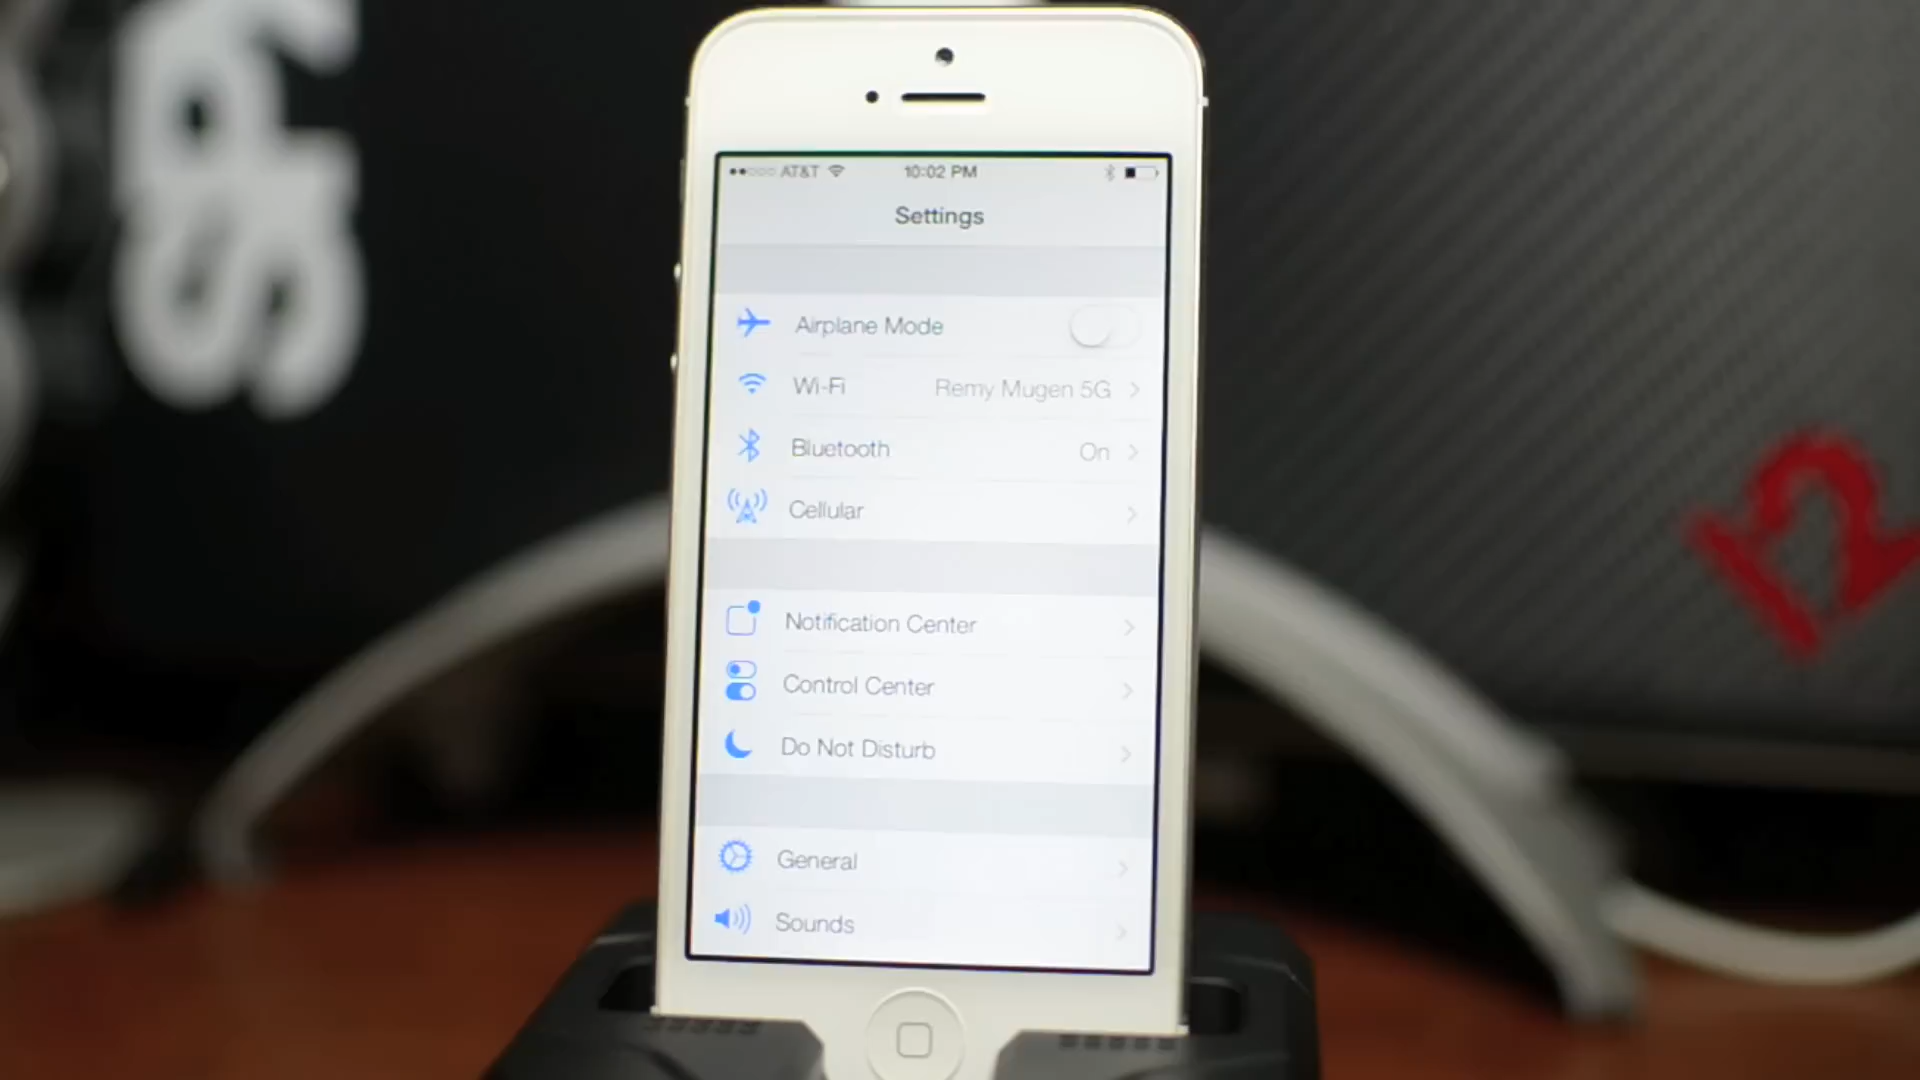 AT&T 10:02 PM
Settings
Airplane Mode
Wi-Fi Remy Mugen 5G
Bluetooth On
Cellular
Notification Center
Control Center
Do Not Disturb
General
Sounds